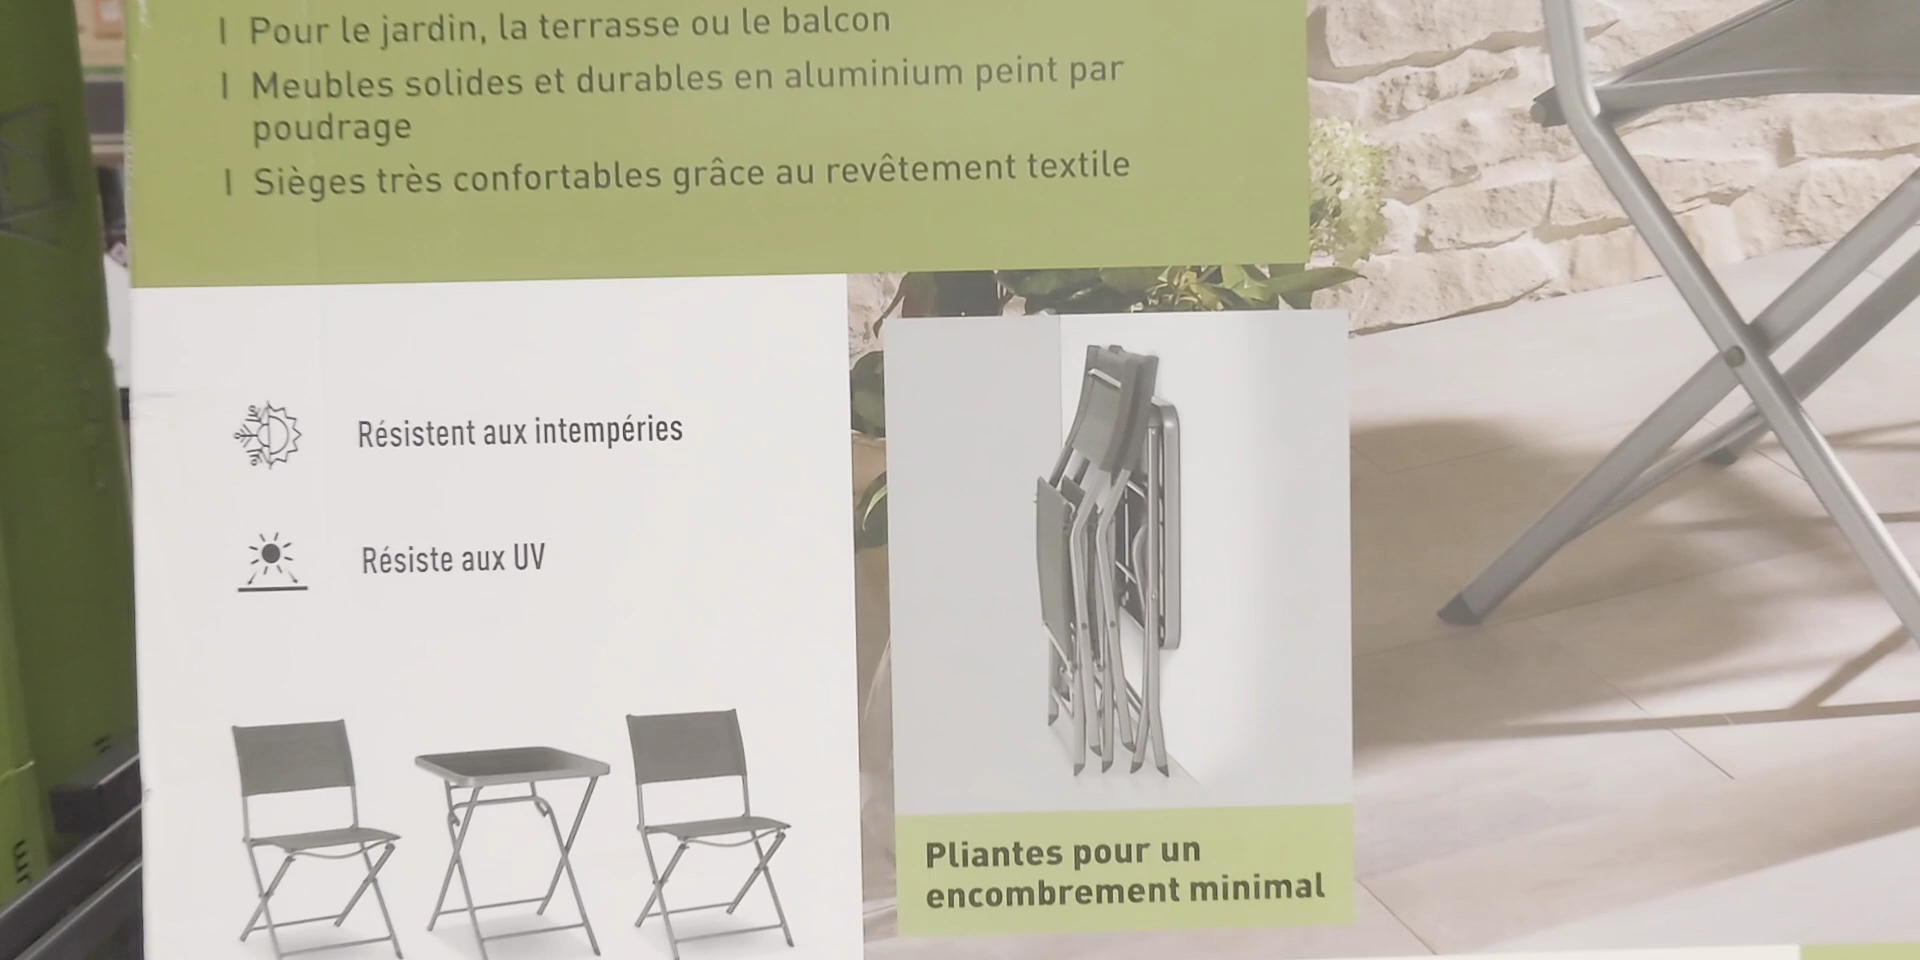 | Pour le jardin, la terrasse ou le balcon
| Meubles solides et durables en aluminium peint par
poudrage
| Sièges très confortables grâce au revêtement textile
Résistent aux intempéries
Résiste aux UV
Pliantes pour un
encombrement minimal